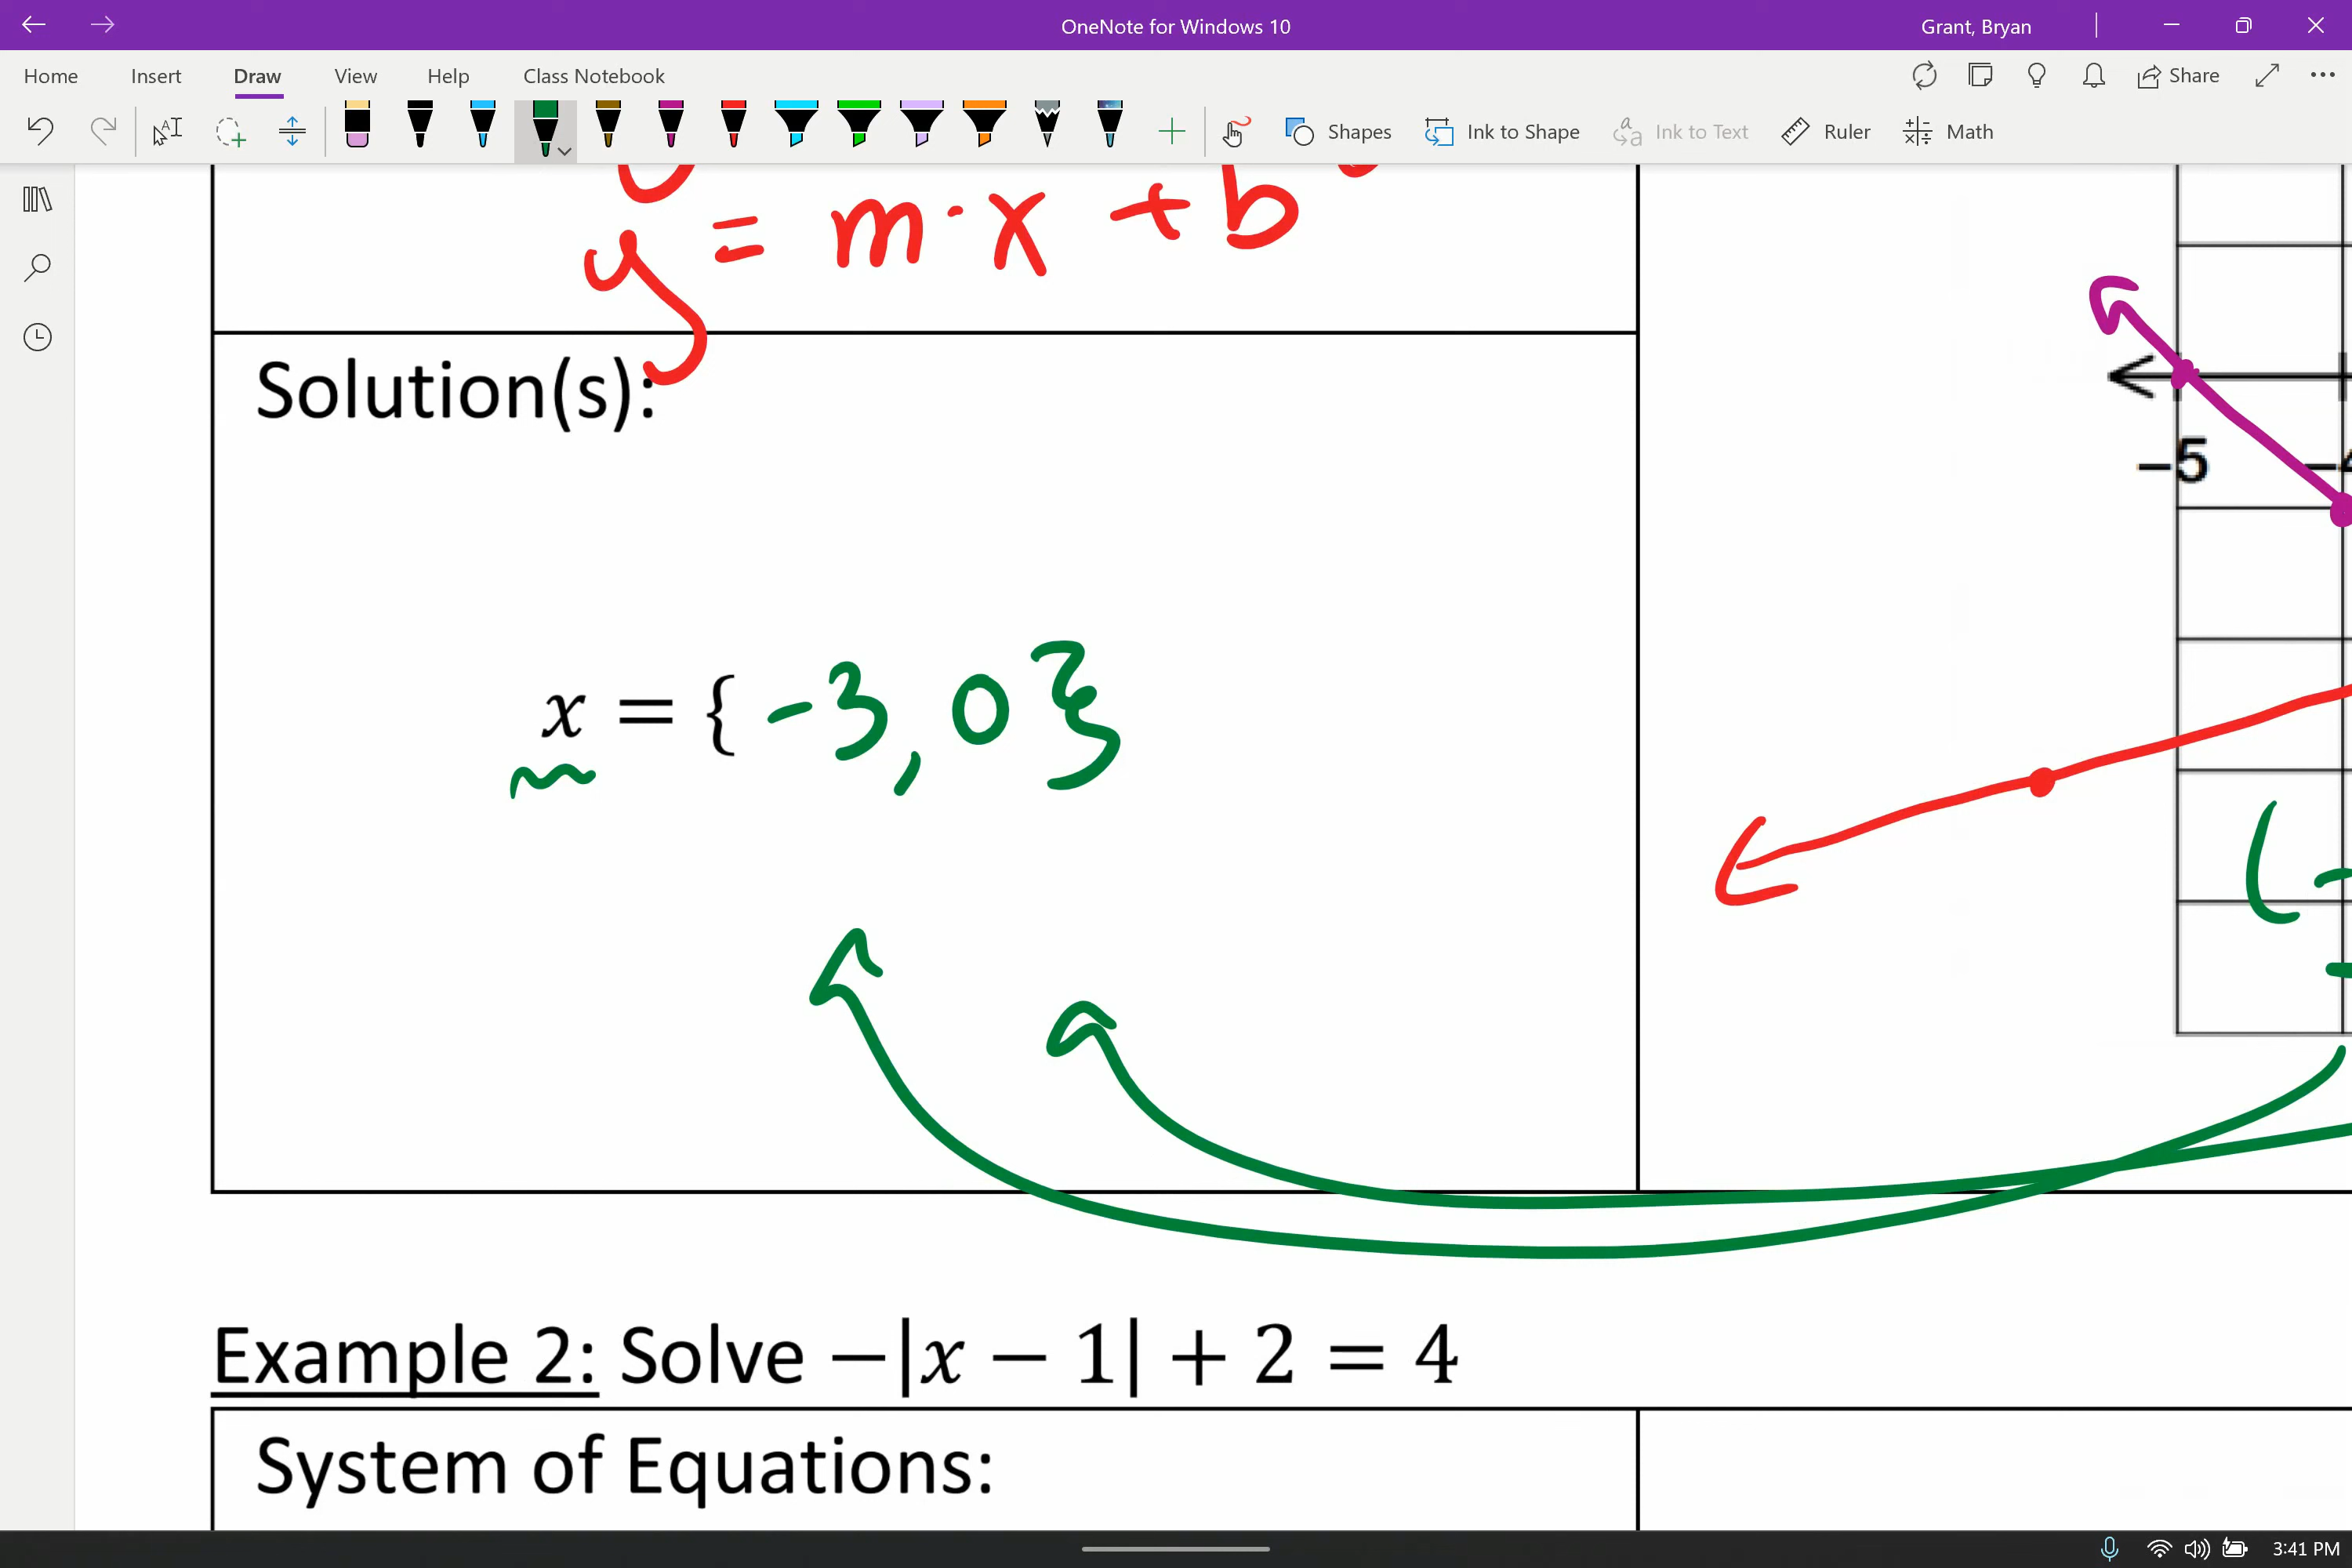 OneNote for Windows 10 Grant, Bryan
Home Insert Draw View Help Class Notebook Share
Shapes Ink to Shape Ink to Text Ruler Math
y = m · x + b
Solution(s):
x = { -3, 0 }
-5 -4
(-
Example 2: Solve −|x − 1| + 2 = 4
System of Equations:
3:41 PM